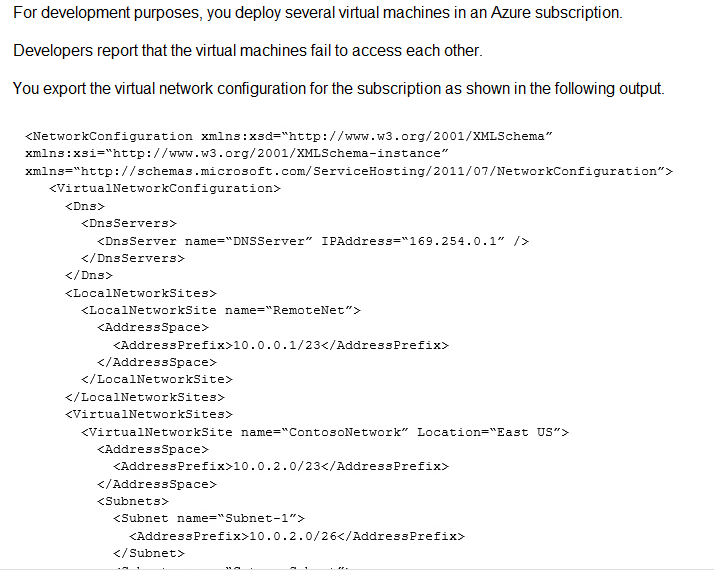 For development purposes, you deploy several virtual machines in an Azure subscription.
Developers report that the virtual machines fail to access each other.
You export the virtual network configuration for the subscription as shown in the following output.
<NetworkConfiguration xmlns:xsd=“http://www.w3.org/2001/XMLSchema”
xmlns:xsi=“http://www.w3.org/2001/XMLSchema-instance”
xmlns=“http://schemas.microsoft.com/ServiceHosting/2011/07/NetworkConfiguration”>
<VirtualNetworkConfiguration>
<Dns>
<DnsServers>
<DnsServer name=“DNSServer” IPAddress=“169.254.0.1” />
</DnsServers>
</Dns>
<LocalNetworkSites>
<LocalNetworkSite name=“RemoteNet”>
<AddressSpace>
<AddressPrefix>10.0.0.1/23</AddressPrefix>
</AddressSpace>
</LocalNetworkSite>
</LocalNetworkSites>
<VirtualNetworkSites>
<VirtualNetworkSite name=“ContosoNetwork” Location=“East US”>
<AddressSpace>
<AddressPrefix>10.0.2.0/23</AddressPrefix>
</AddressSpace>
<Subnets>
<Subnet name=“Subnet-1”>
<AddressPrefix>10.0.2.0/26</AddressPrefix>
</Subnet>